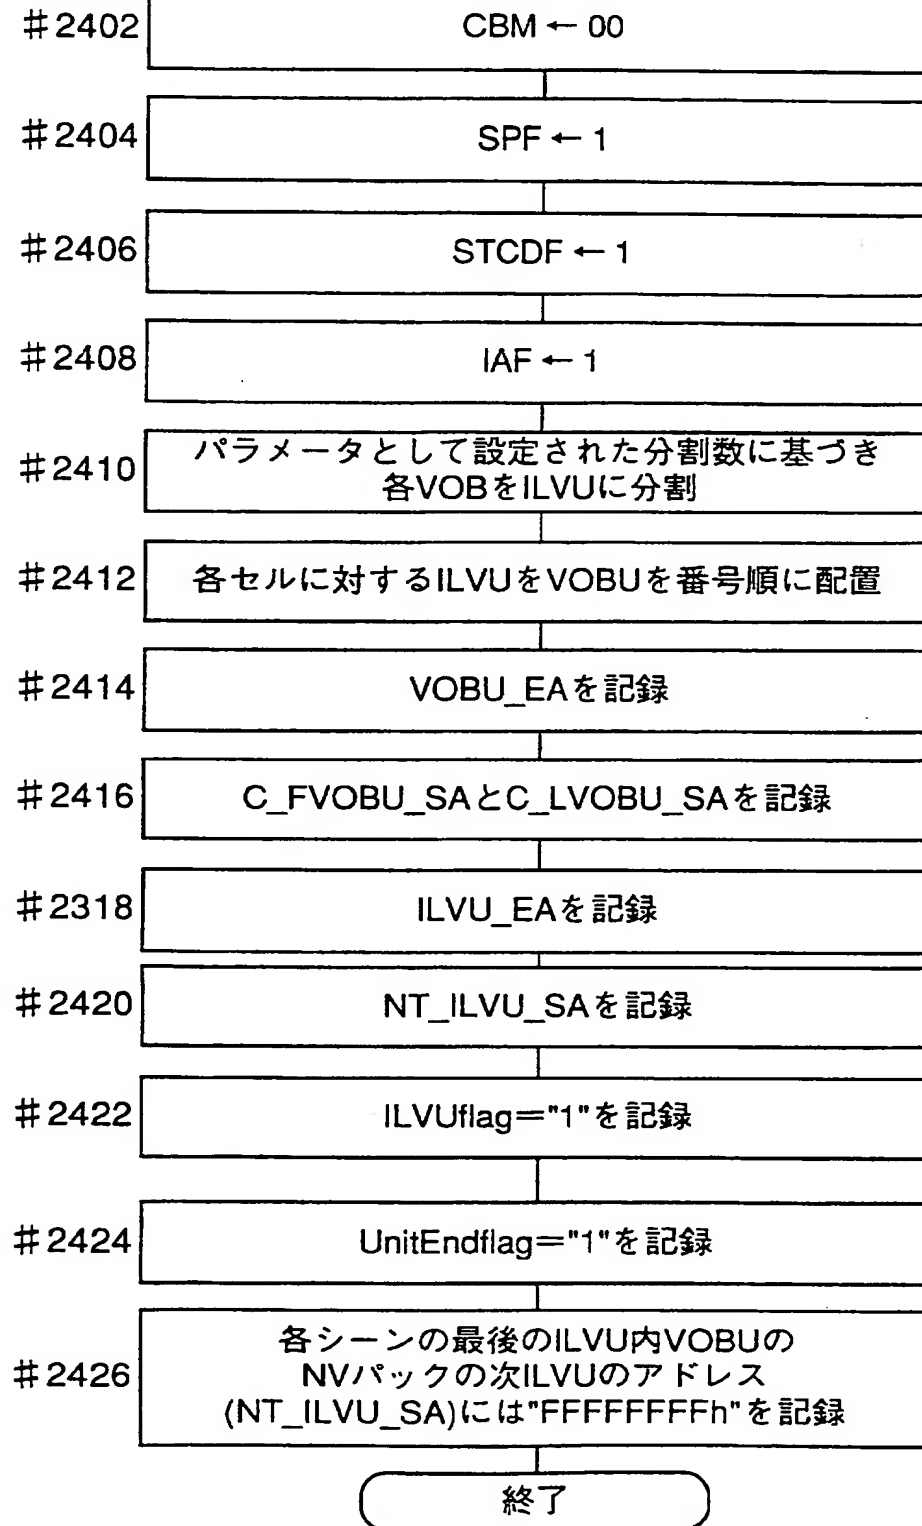 #2402 CBM ← 00
#2404 SPF ← 1
#2406 STCDF ← 1
#2408 IAF ← 1
#2410 パラメータとして設定された分割数に基づき
各VOBをILVUに分割
#2412 各セルに対するILVUをVOBUを番号順に配置
#2414 VOBU_EAを記録
#2416 C_FVOBU_SAとC_LVOBU_SAを記録
#2318 ILVU_EAを記録
#2420 NT_ILVU_SAを記録
#2422 ILVUflag="1"を記録
#2424 UnitEndflag="1"を記録
#2426 各シーンの最後のILVU内VOBUの
NVパックの次ILVUのアドレス
(NT_ILVU_SA)には"FFFFFFFFh"を記録
終了